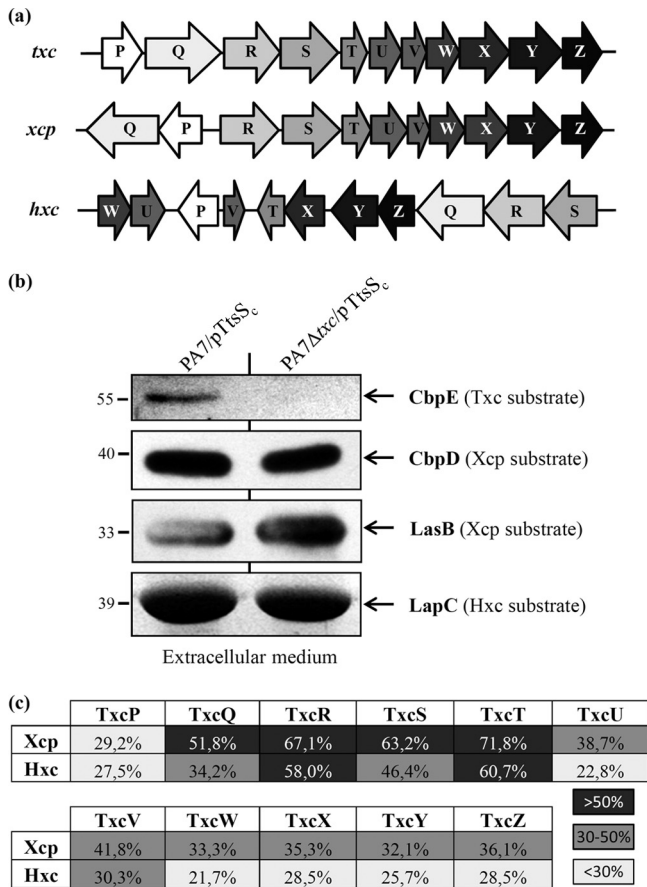 (a)
txc P Q R S T U V W X Y Z
xcp Q P R S T U V W X Y Z
hxc W U P V T X Y Z Q R S
(b)
PA7/pTtsSc PA7Δtxc/pTtsSc
55 CbpE (Txc substrate)
40 CbpD (Xcp substrate)
33 LasB (Xcp substrate)
39 LapC (Hxc substrate)
Extracellular medium
(c)
TxcP TxcQ TxcR TxcS TxcT TxcU
Xcp 29,2% 51,8% 67,1% 63,2% 71,8% 38,7%
Hxc 27,5% 34,2% 58,0% 46,4% 60,7% 22,8%
TxcV TxcW TxcX TxcY TxcZ
Xcp 41,8% 33,3% 35,3% 32,1% 36,1%
Hxc 30,3% 21,7% 28,5% 25,7% 28,5%
>50%
30-50%
<30%